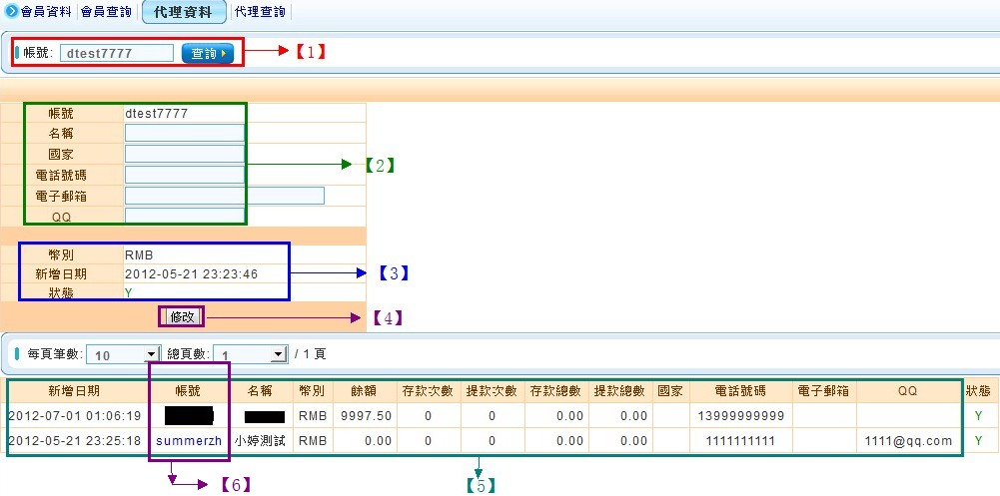 會員資料 會員查詢 代理資料 代理查詢
帳號: dtest7777 查詢 【1】
帳號 dtest7777
名稱
國家
【2】
電話號碼
電子郵箱
QQ
幣別 RMB
新增日期 2012-05-21 23:23:46 【3】
狀態 Y
修改 【4】
每頁筆數: 10 總頁數: 1 / 1 頁
新增日期 帳號 名稱 幣別 餘額 存款次數 提款次數 存款總數 提款總數 國家 電話號碼 電子郵箱 QQ 狀態
2012-07-01 01:06:19 RMB 9997.50 0 0 0.00 0.00 13999999999 Y
2012-05-21 23:25:18 summerzh 小婷測試 RMB 0.00 0 0 0.00 0.00 1111111111 1111@qq.com Y
【6】 【5】